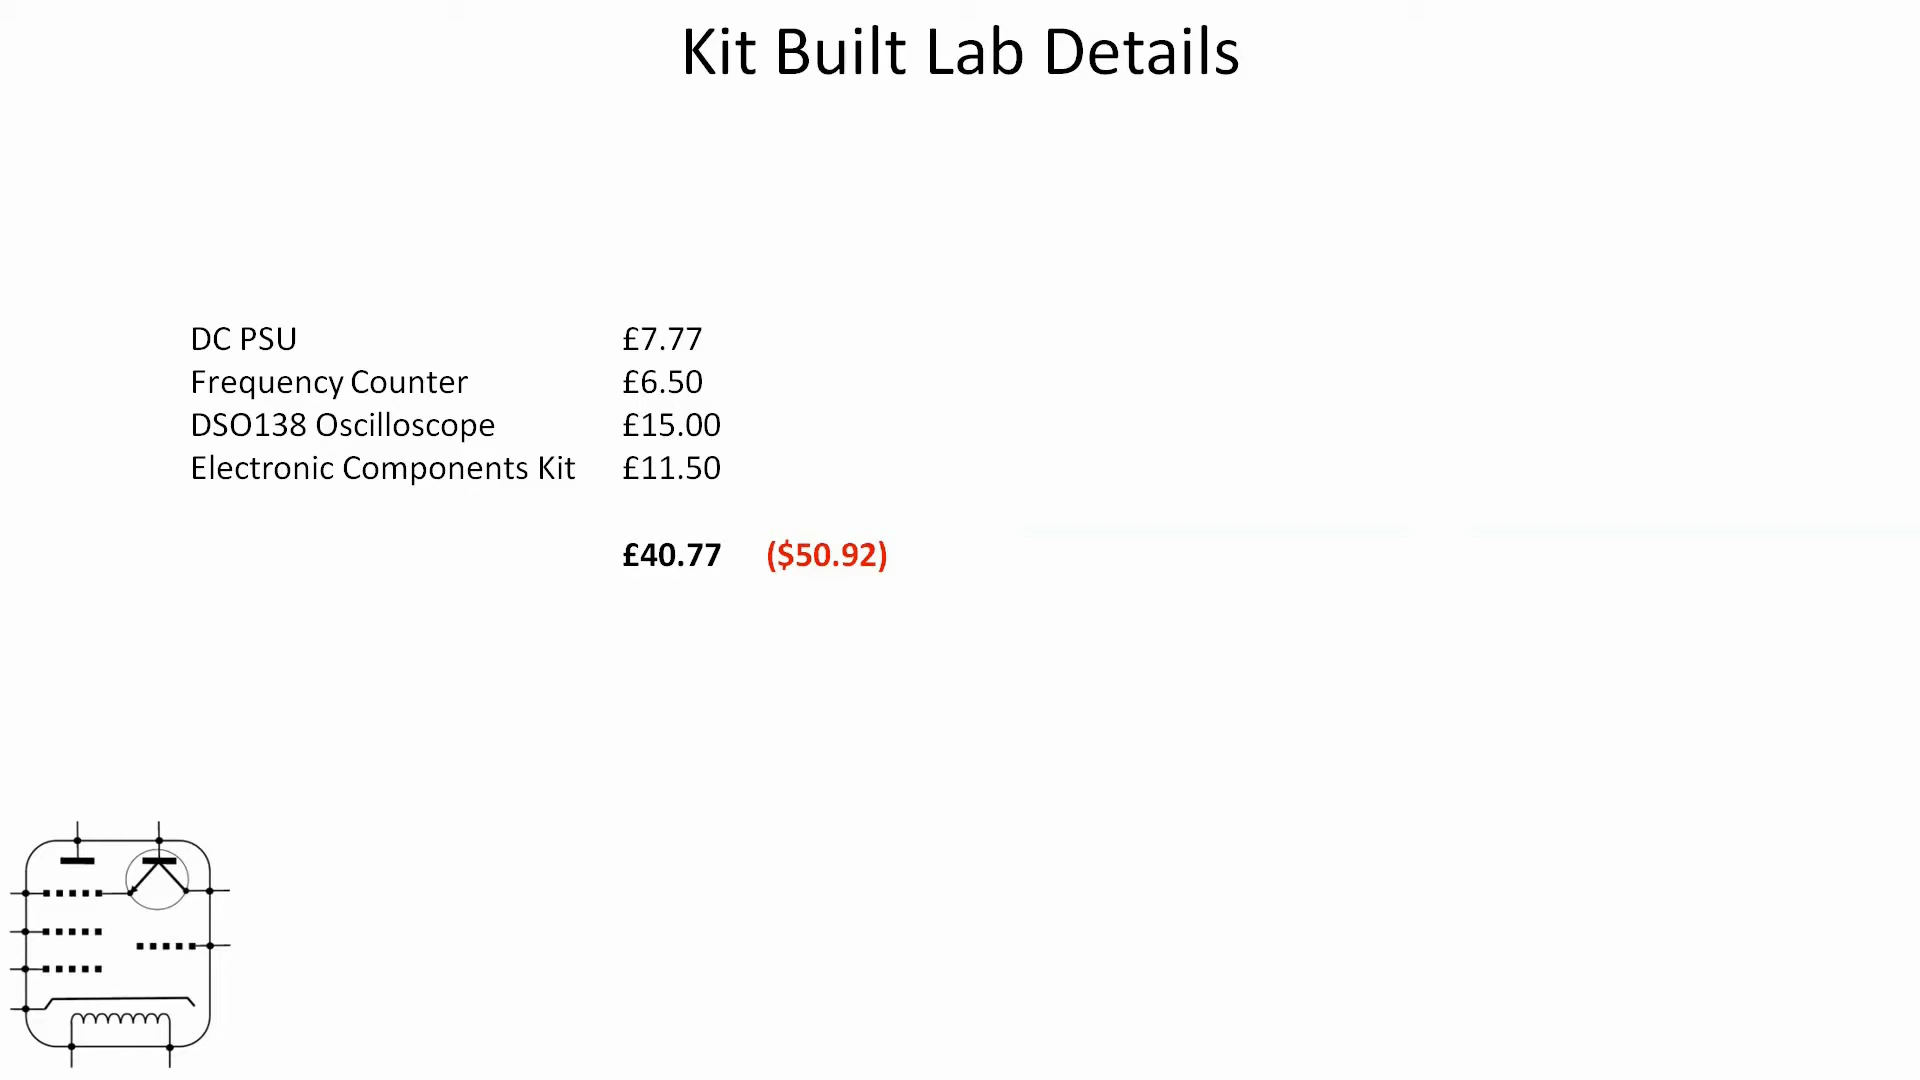 Kit Built Lab Details
DC PSU £7.77
Frequency Counter £6.50
DSO138 Oscilloscope £15.00
Electronic Components Kit £11.50
£40.77 ($50.92)